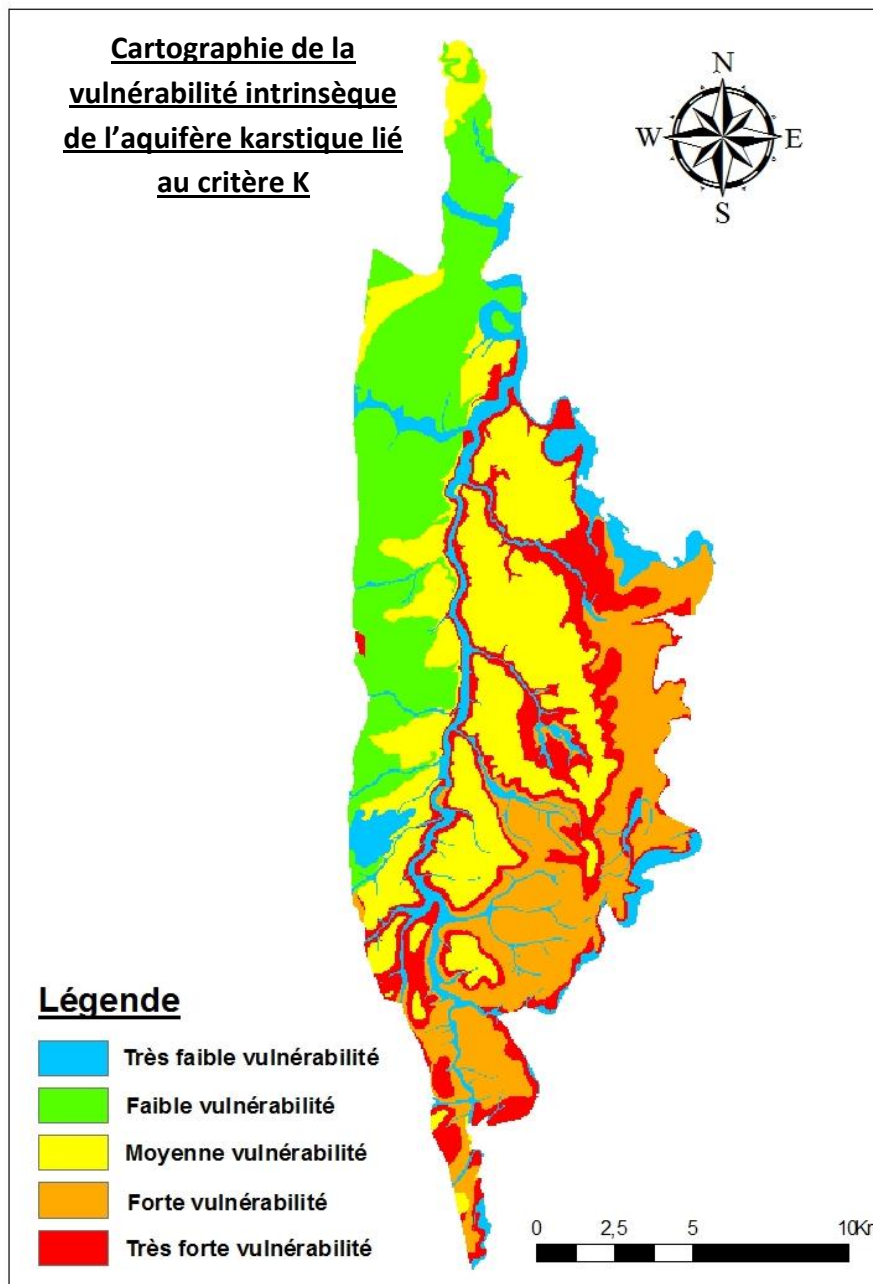 Cartographie de la
vulnérabilité intrinsèque
de l’aquifère karstique lié
au critère K
N
W E
S
Légende
Très faible vulnérabilité
Faible vulnérabilité
Moyenne vulnérabilité
Forte vulnérabilité
Très forte vulnérabilité
0 2,5 5 10Km